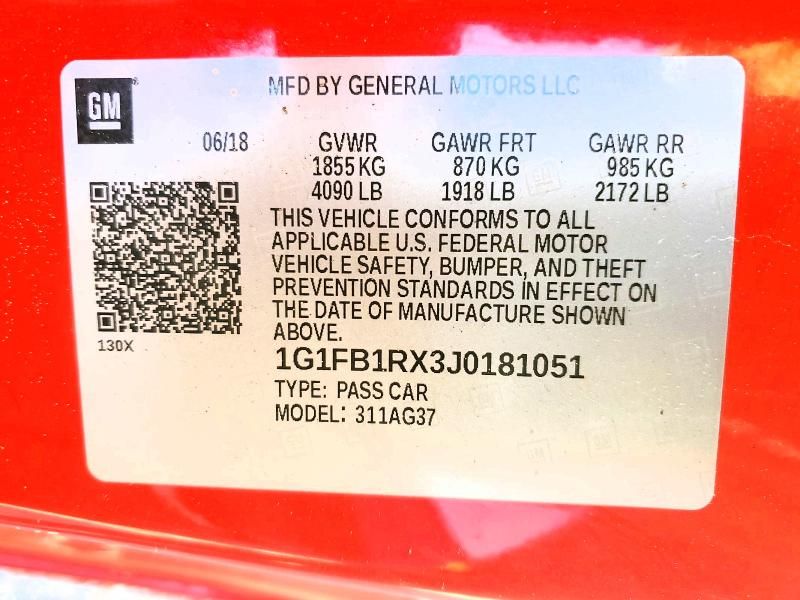 GM
MFD BY GENERAL MOTORS LLC
06/18 GVWR GAWR FRT GAWR RR
1855 KG 870 KG 985 KG
4090 LB 1918 LB 2172 LB
THIS VEHICLE CONFORMS TO ALL
APPLICABLE U.S. FEDERAL MOTOR
VEHICLE SAFETY, BUMPER, AND THEFT
PREVENTION STANDARDS IN EFFECT ON
THE DATE OF MANUFACTURE SHOWN
ABOVE.
130X
1G1FB1RX3J0181051
TYPE: PASS CAR
MODEL: 311AG37